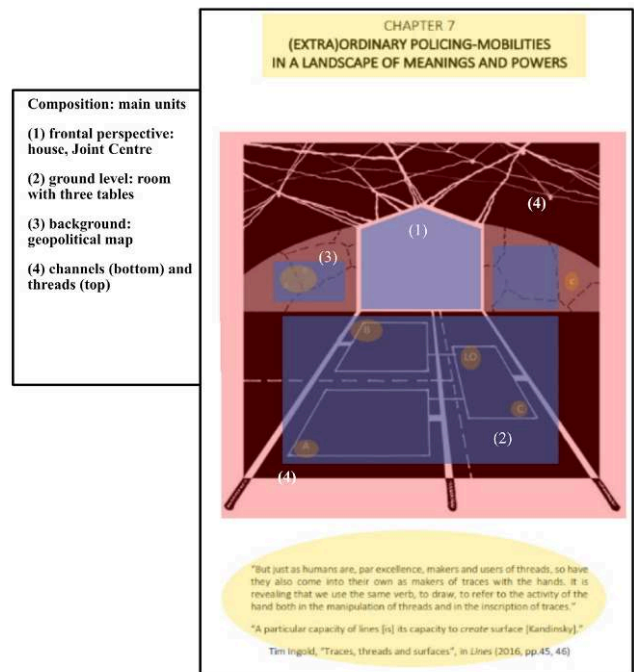 CHAPTER 7
(EXTRA)ORDINARY POLICING-MOBILITIES
IN A LANDSCAPE OF MEANINGS AND POWERS
Composition: main units
(1) frontal perspective:
house, Joint Centre
(2) ground level: room
with three tables
(3) background:
geopolitical map
(4) channels (bottom) and
threads (top)
(4)
(1)
(3)
c
B
LO
C
(2)
A
(4)
"But just as humans are, par excellence, makers and users of threads, so have
they also come into their own as makers of traces with the hands. It is
revealing that we use the same verb, to draw, to refer to the activity of the
hand both in the manipulation of threads and in the inscription of traces."
"A particular capacity of lines [is] its capacity to create surface [Kandinsky]."
Tim Ingold, "Traces, threads and surfaces", in Lines (2016, pp.45, 46)